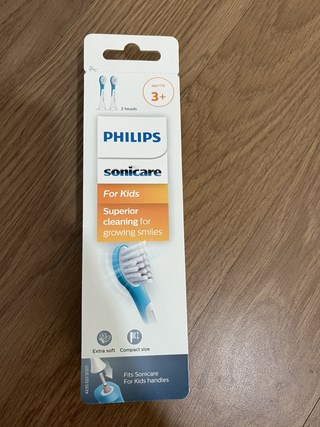 3+
2 heads
PHILIPS
sonicare
For Kids
Superior
cleaning for
growing smiles
Extra soft
Compact size
Fits Sonicare
For Kids handles